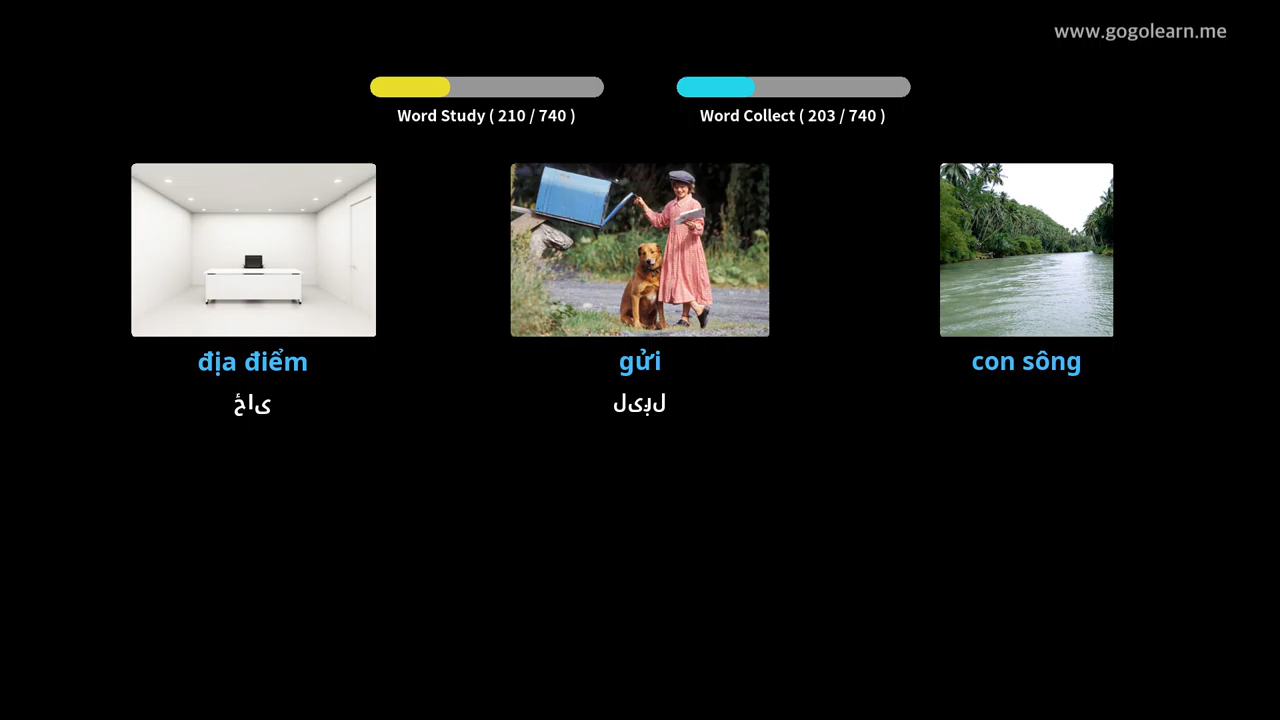 www.gogolearn.me
Word Study ( 210 / 740 )
Word Collect ( 203 / 740 )
địa điểm
gửi
con sông
ځای
لېږل